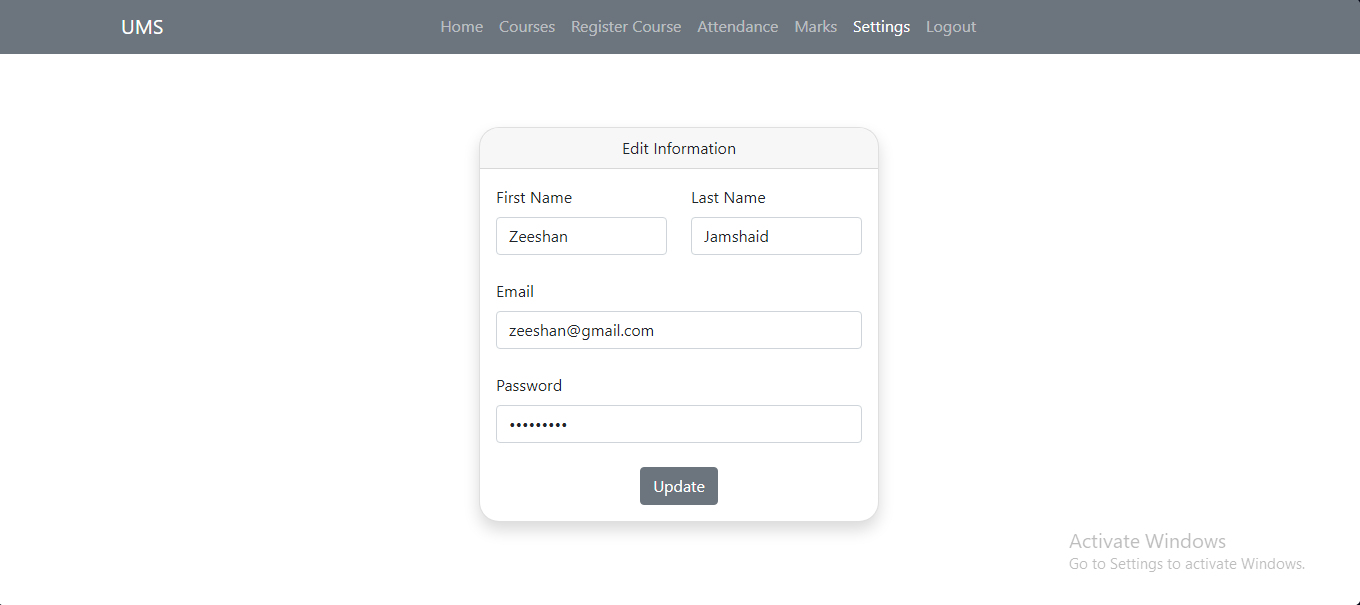 UMS Home Courses Register Course Attendance Marks Settings Logout
Edit Information
First Name Last Name
Zeeshan Jamshaid
Email
zeeshan@gmail.com
Password
•••••••••
Update
Activate Windows
Go to Settings to activate Windows.